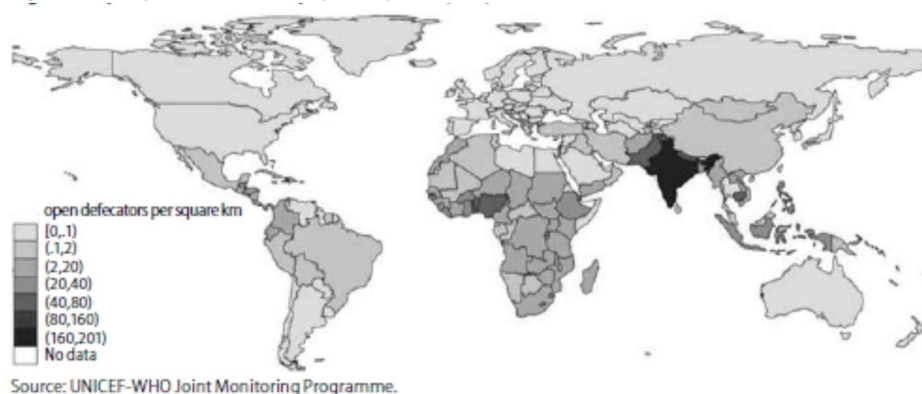 open defecators per square km
[0,.1)
(.1,2)
(2,20)
(20,40)
(40,80)
(80,160)
(160,201)
No data
Source: UNICEF-WHO Joint Monitoring Programme.